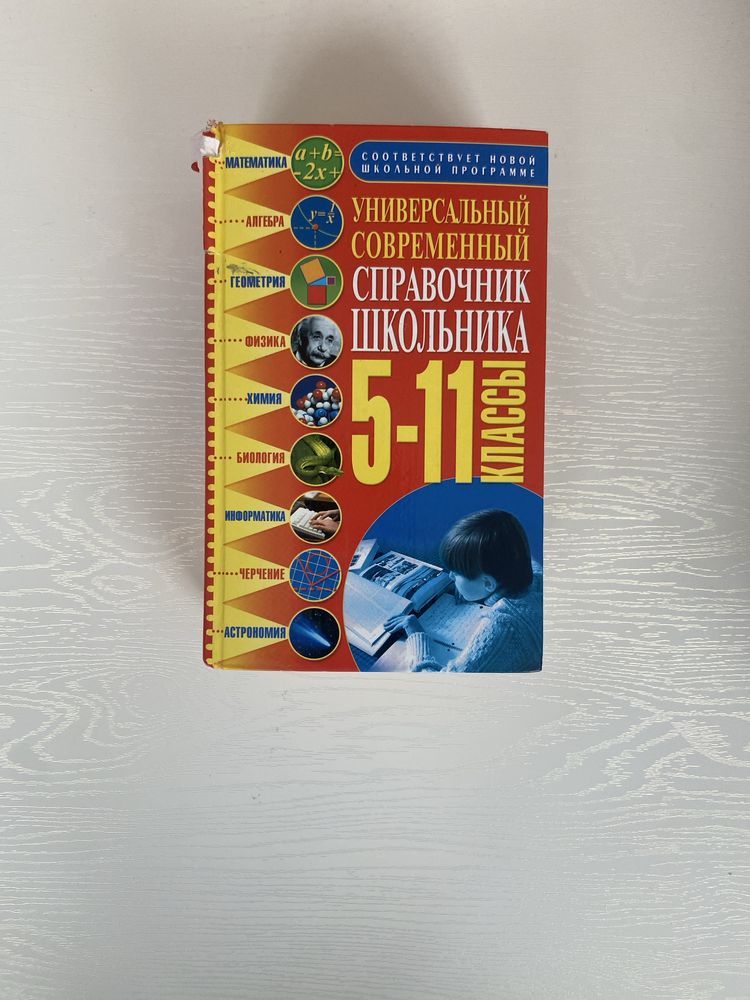 СООТВЕТСТВУЕТ НОВОЙ
ШКОЛЬНОЙ ПРОГРАММЕ
УНИВЕРСАЛЬНЫЙ
СОВРЕМЕННЫЙ
СПРАВОЧНИК
ШКОЛЬНИКА
5-11
КЛАССЫ
МАТЕМАТИКА
a+b=
-2x+
АЛГЕБРА
y=1/x
ГЕОМЕТРИЯ
ФИЗИКА
ХИМИЯ
БИОЛОГИЯ
ИНФОРМАТИКА
ЧЕРЧЕНИЕ
АСТРОНОМИЯ